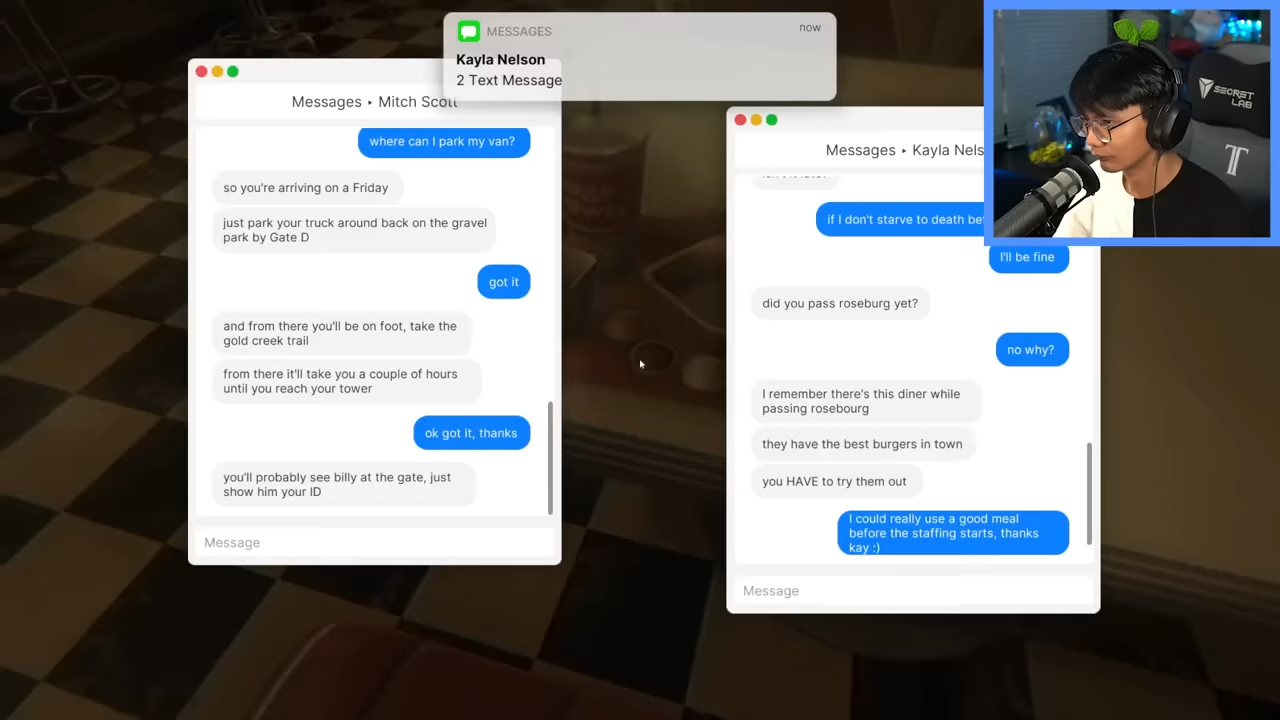 MESSAGES
now
Kayla Nelson
2 Text Message
Messages ▸ Mitch Scott
where can I park my van?
so you're arriving on a Friday
just park your truck around back on the gravel
park by Gate D
got it
and from there you'll be on foot, take the
gold creek trail
from there it'll take you a couple of hours
until you reach your tower
ok got it, thanks
you'll probably see billy at the gate, just
show him your ID
Message
Messages ▸ Kayla Nels
if I don't starve to death be
I'll be fine
did you pass roseburg yet?
no why?
I remember there's this diner while
passing rosebourg
they have the best burgers in town
you HAVE to try them out
I could really use a good meal
before the staffing starts, thanks
kay :)
Message
SECRET
LAB